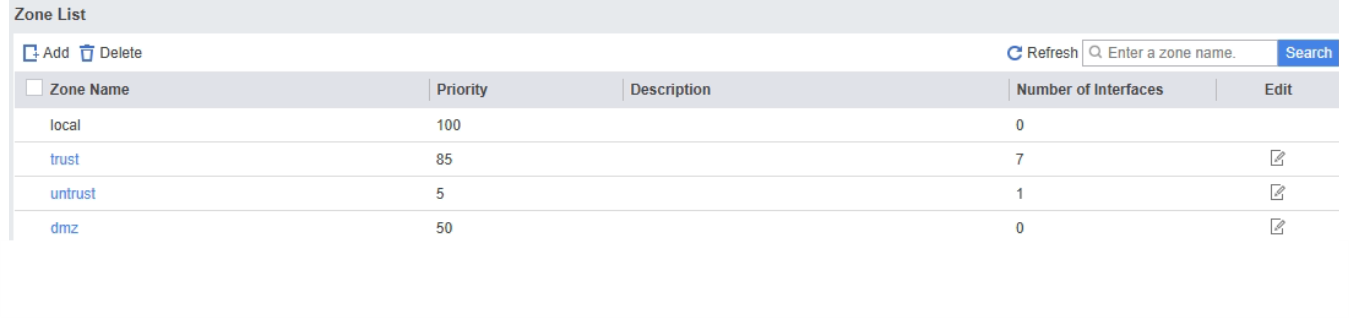 Zone List
Add Delete Refresh Enter a zone name. Search
Zone Name Priority Description Number of Interfaces Edit
local 100 0
trust 85 7
untrust 5 1
dmz 50 0